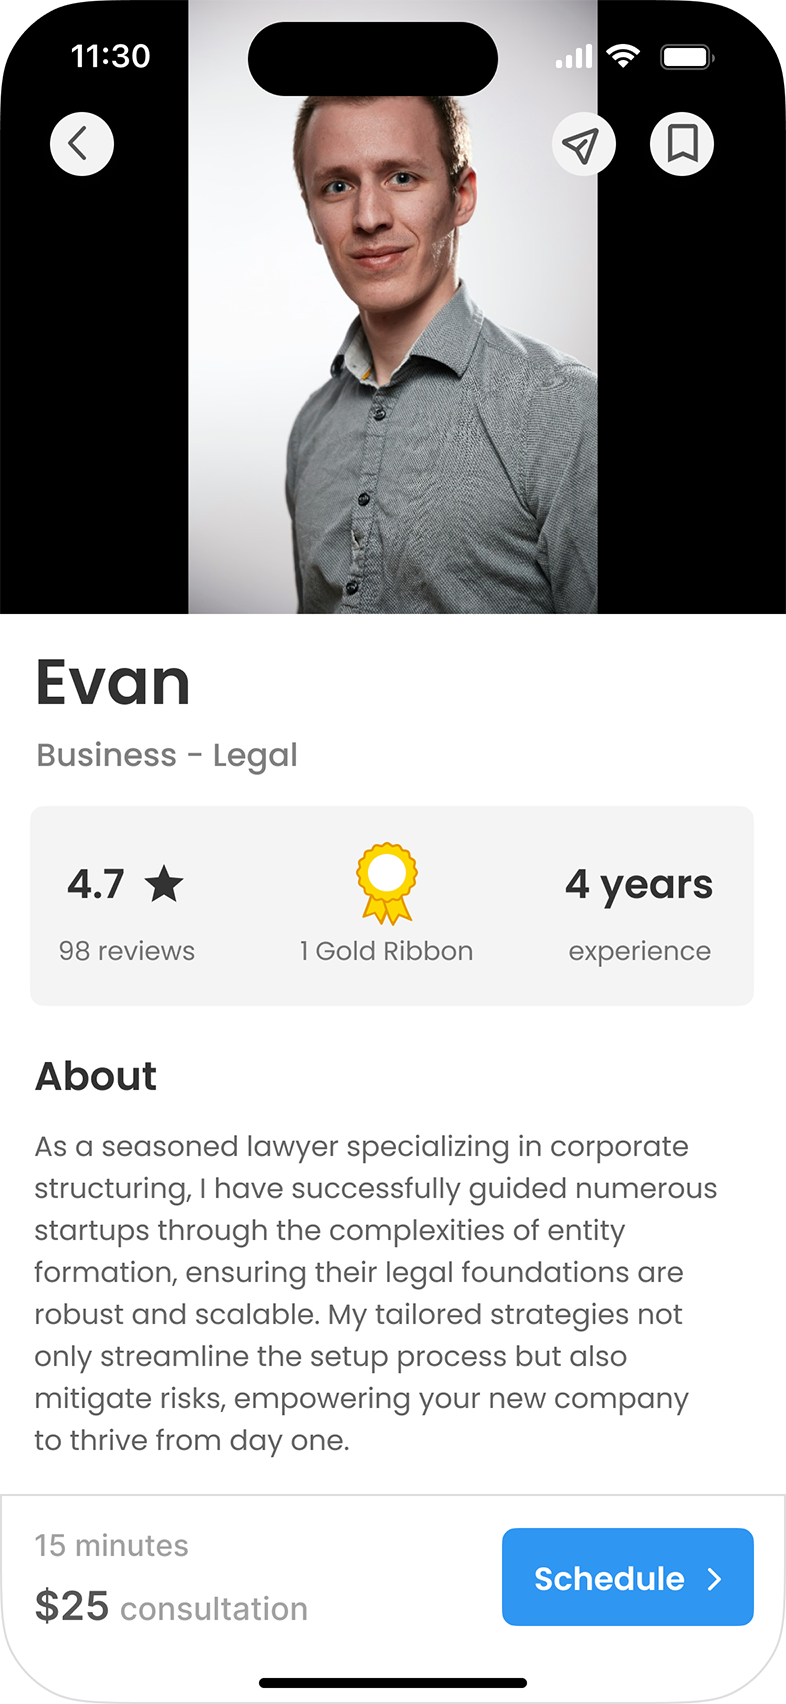 11:30
Evan
Business - Legal
4.7
98 reviews
1 Gold Ribbon
4 years
experience
About
As a seasoned lawyer specializing in corporate
structuring, I have successfully guided numerous
startups through the complexities of entity
formation, ensuring their legal foundations are
robust and scalable. My tailored strategies not
only streamline the setup process but also
mitigate risks, empowering your new company
to thrive from day one.
15 minutes
$25 consultation
Schedule